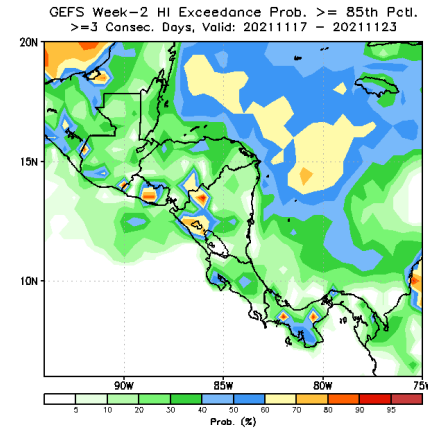 GEFS Week-2 HI Exceedance Prob. >= 85th Pctl.
>=3 Consec. Days, Valid: 20211117 - 20211123
20N
15N
10N
90W 85W 80W 75W
5 10 20 30 40 50 60 70 80 90 95
Prob. (%)